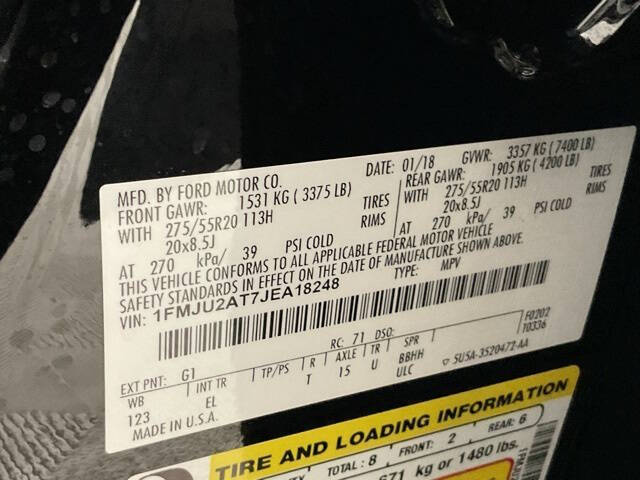 MFD. BY FORD MOTOR CO. DATE: 01/18 GVWR: 3357 KG ( 7400 LB)
FRONT GAWR: 1531 KG ( 3375 LB) REAR GAWR: 1905 KG ( 4200 LB)
WITH 275/55R20 113H TIRES WITH 275/55R20 113H TIRES
20x8.5J RIMS 20x8.5J RIMS
AT 270 kPa/ 39 PSI COLD AT 270 kPa/ 39 PSI COLD
THIS VEHICLE CONFORMS TO ALL APPLICABLE FEDERAL MOTOR VEHICLE
SAFETY STANDARDS IN EFFECT ON THE DATE OF MANUFACTURE SHOWN ABOVE.
VIN: 1FMJU2AT7JEA18248 TYPE: MPV
F0202
T0336
EXT PNT: G1 RC: 71 DSO:
WB INT TR TP/PS R AXLE TR SPR
123 EL T 15 U BBHH
ULC
5U5A-3520472-AA
MADE IN U.S.A.
TIRE AND LOADING INFORMATION
TOTAL: 8 FRONT: 2 REAR: 6
671 kg or 1480 lbs.